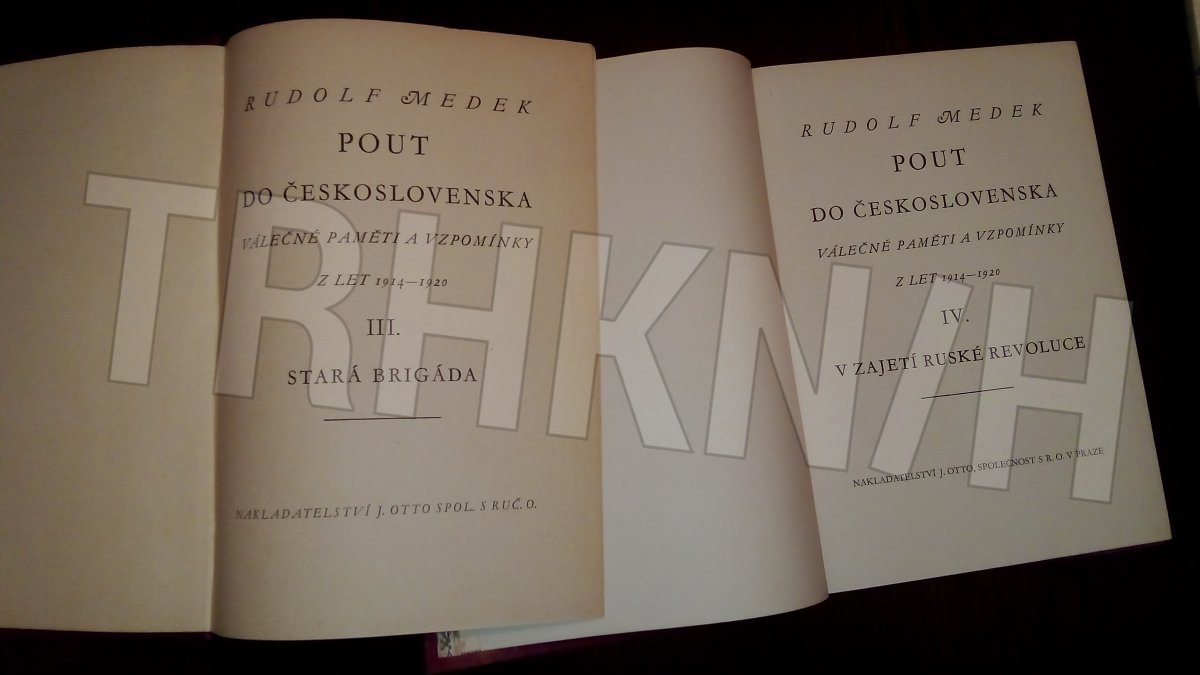 RUDOLF MEDEK
POUT
DO ČESKOSLOVENSKA
VÁLEČNÉ PAMĚTI A VZPOMÍNKY
Z LET 1914—1920
III.
STARÁ BRIGÁDA
NAKLADATELSTVÍ J. OTTO SPOL. S RUČ. O.
RUDOLF MEDEK
POUT
DO ČESKOSLOVENSKA
VÁLEČNÉ PAMĚTI A VZPOMÍNKY
Z LET 1914—1920
IV.
V ZAJETÍ RUSKÉ REVOLUCE
NAKLADATELSTVÍ J. OTTO, SPOLEČNOST S R. O. V PRAZE
TRHKNIH